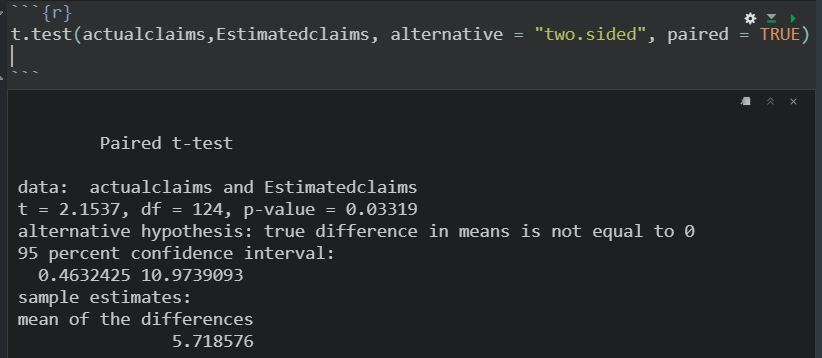 ```{r}
t.test(actualclaims,Estimatedclaims, alternative = "two.sided", paired = TRUE)
```
Paired t-test
data:  actualclaims and Estimatedclaims
t = 2.1537, df = 124, p-value = 0.03319
alternative hypothesis: true difference in means is not equal to 0
95 percent confidence interval:
0.4632425 10.9739093
sample estimates:
mean of the differences
5.718576